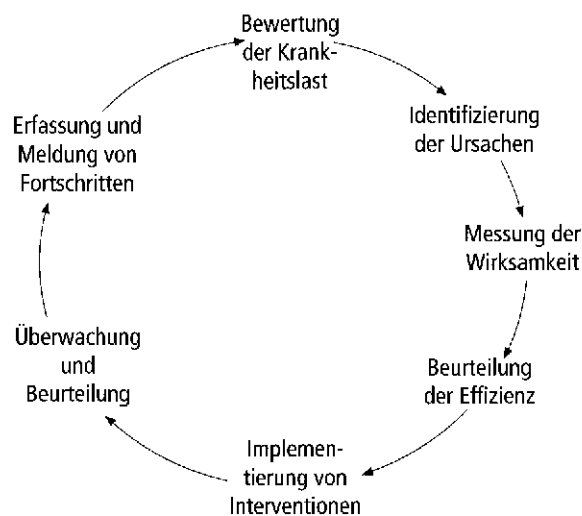 Bewertung
der Krank-
heitslast
Identifizierung
der Ursachen
Messung der
Wirksamkeit
Beurteilung
der Effizienz
Implemen-
tierung von
Interventionen
Überwachung
und
Beurteilung
Erfassung und
Meldung von
Fortschritten